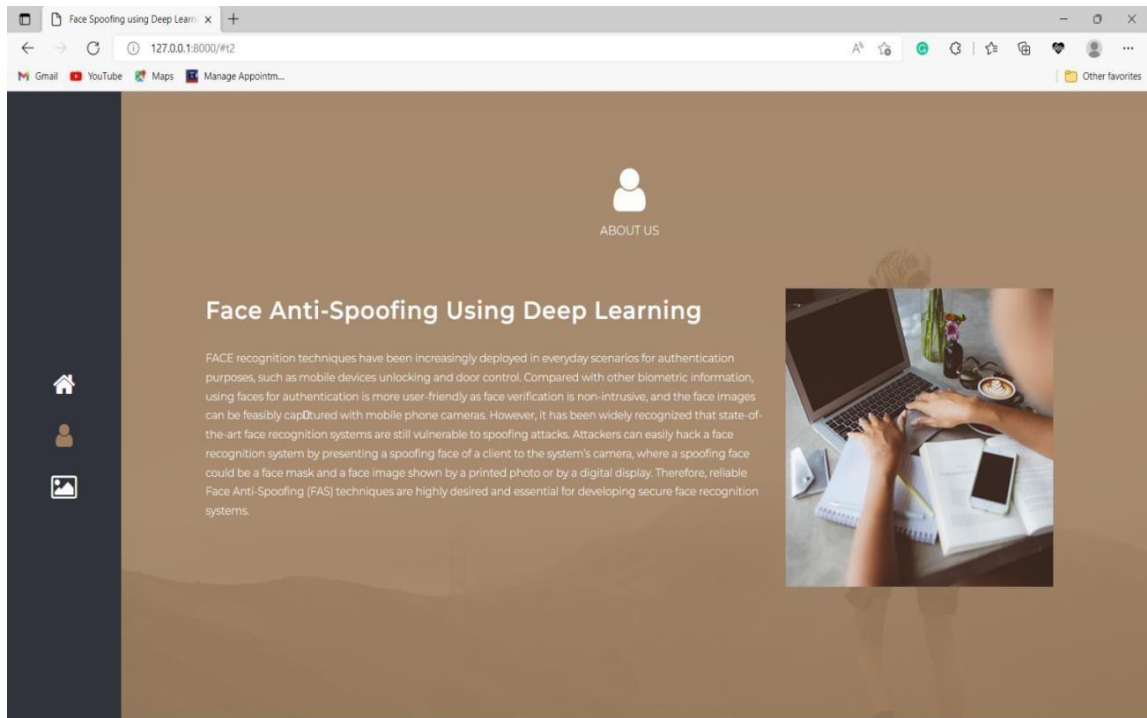 Face Spoofing using Deep Learni
127.0.0.1:8000/#t2
Gmail
YouTube
Maps
Manage Appointm...
Other favorites
ABOUT US
Face Anti-Spoofing Using Deep Learning
FACE recognition techniques have been increasingly deployed in everyday scenarios for authentication
purposes, such as mobile devices unlocking and door control. Compared with other biometric information,
using faces for authentication is more user-friendly as face verification is non-intrusive, and the face images
can be feasibly cap▯tured with mobile phone cameras. However, it has been widely recognized that state-of-
the-art face recognition systems are still vulnerable to spoofing attacks. Attackers can easily hack a face
recognition system by presenting a spoofing face of a client to the system's camera, where a spoofing face
could be a face mask and a face image shown by a printed photo or by a digital display. Therefore, reliable
Face Anti-Spoofing (FAS) techniques are highly desired and essential for developing secure face recognition
systems.